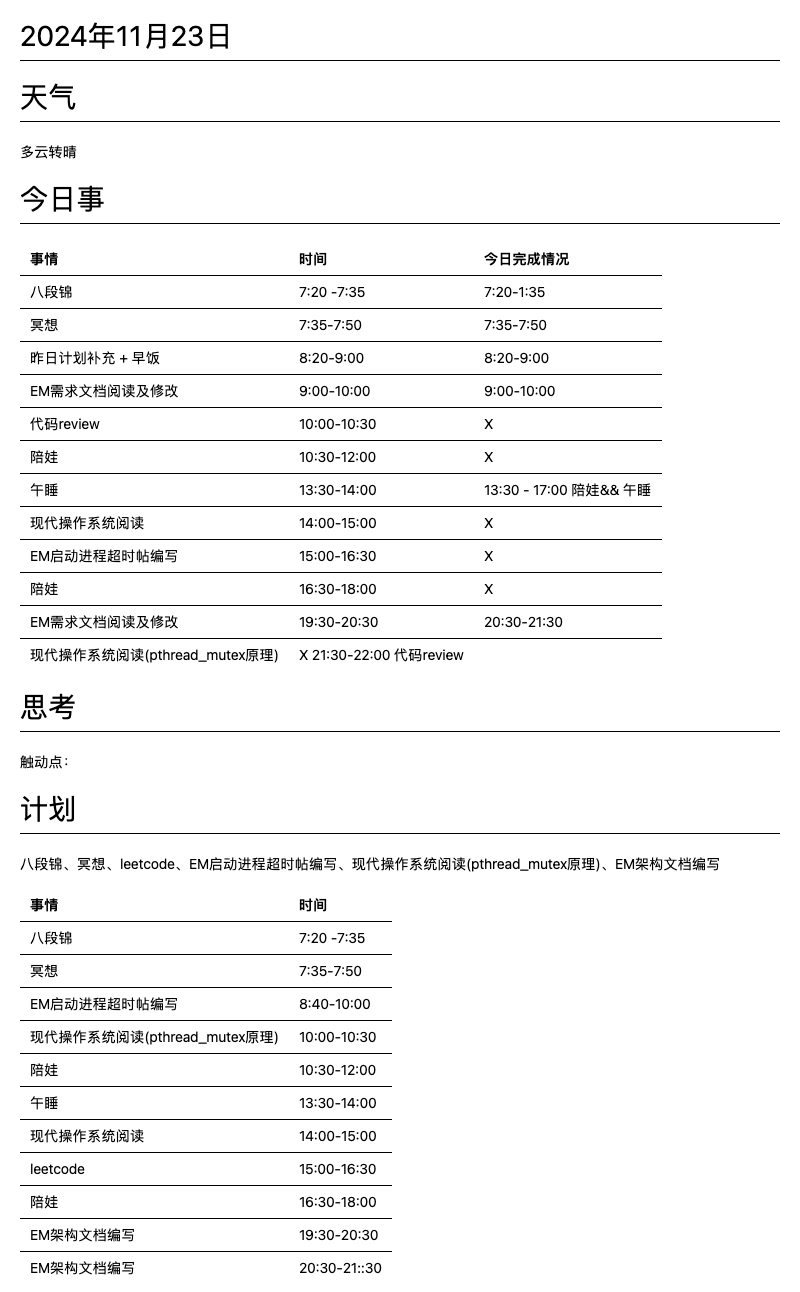 2024年11月23日
天气
多云转晴
今日事
事情 时间 今日完成情况
八段锦 7:20 -7:35 7:20-1:35
冥想 7:35-7:50 7:35-7:50
昨日计划补充 + 早饭 8:20-9:00 8:20-9:00
EM需求文档阅读及修改 9:00-10:00 9:00-10:00
代码review 10:00-10:30 X
陪娃 10:30-12:00 X
午睡 13:30-14:00 13:30 - 17:00 陪娃&& 午睡
现代操作系统阅读 14:00-15:00 X
EM启动进程超时帖编写 15:00-16:30 X
陪娃 16:30-18:00 X
EM需求文档阅读及修改 19:30-20:30 20:30-21:30
现代操作系统阅读(pthread_mutex原理) X 21:30-22:00 代码review
思考
触动点：
计划
八段锦、冥想、leetcode、EM启动进程超时帖编写、现代操作系统阅读(pthread_mutex原理)、EM架构文档编写
事情 时间
八段锦 7:20 -7:35
冥想 7:35-7:50
EM启动进程超时帖编写 8:40-10:00
现代操作系统阅读(pthread_mutex原理) 10:00-10:30
陪娃 10:30-12:00
午睡 13:30-14:00
现代操作系统阅读 14:00-15:00
leetcode 15:00-16:30
陪娃 16:30-18:00
EM架构文档编写 19:30-20:30
EM架构文档编写 20:30-21::30